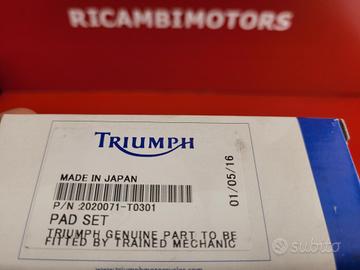 RICAMBIMOTORS
TRIUMPH
MADE IN JAPAN
P/N :2020071-T0301
PAD SET
TRIUMPH GENUINE PART TO BE
FITTED BY TRAINED MECHANIC
01/05/16
subito